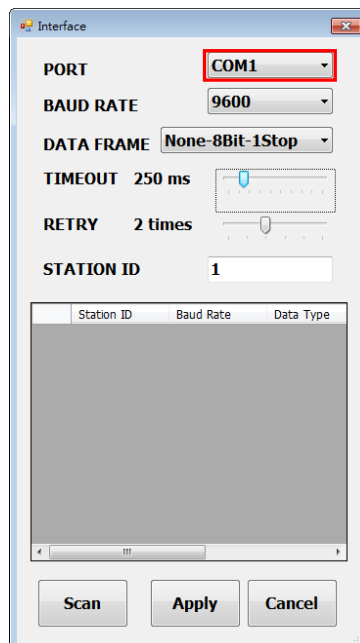 Interface
PORT COM1
BAUD RATE 9600
DATA FRAME None-8Bit-1Stop
TIMEOUT 250 ms
RETRY 2 times
STATION ID 1
Station ID Baud Rate Data Type
Scan Apply Cancel